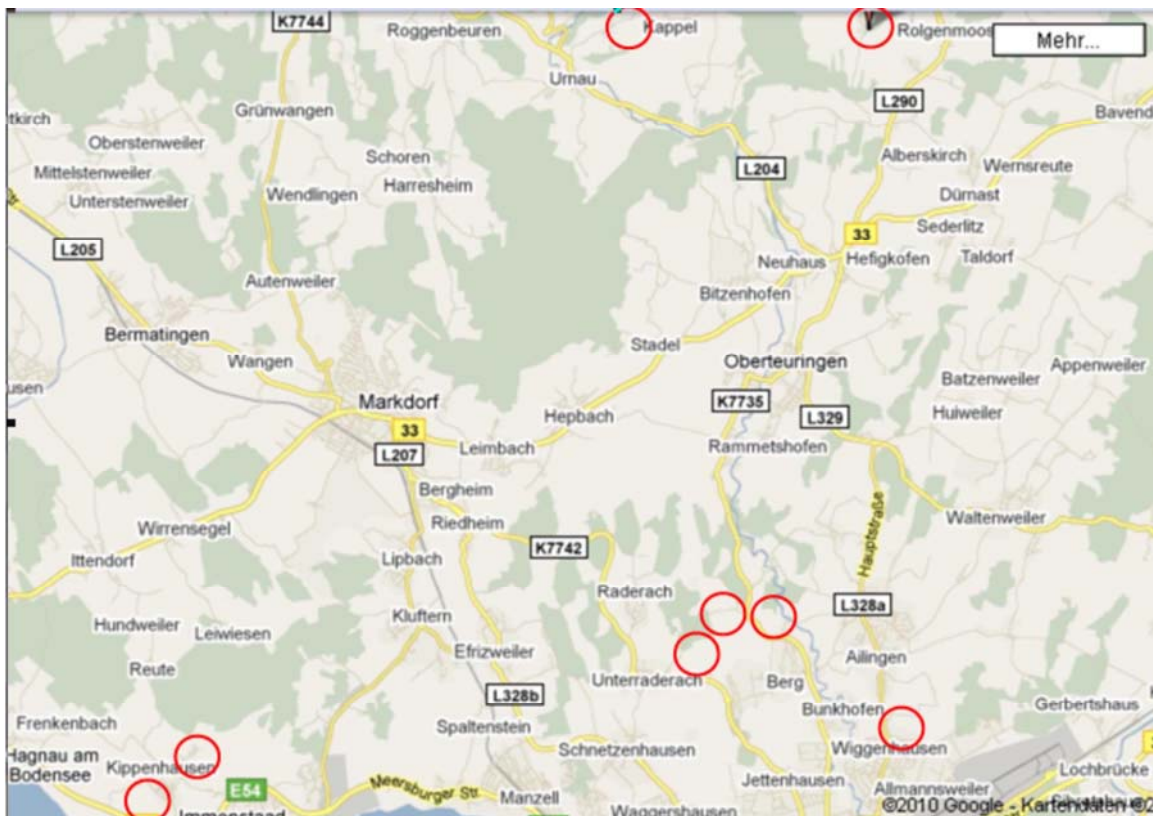 K7744
Roggenbeuren
Kappel
Rolgenmoos
Mehr...
Urnau
L290
Grünwangen
Bavend
tkirch
Oberstenweiler
Schoren
Alberskirch
Wernsreute
L204
Mittelstenweiler
Harresheim
Wendlingen
Dürnast
Unterstenweiler
Sederlitz
33
L205
Neuhaus
Hefigkofen
Taldorf
Autenweiler
Bitzenhofen
Bermatingen
Stadel
Wangen
Oberteuringen
Appenweiler
Batzenweiler
usen
Markdorf
K7735
Hepbach
Huiweiler
L329
33
Leimbach
Rammetshofen
L207
Bergheim
Hauptstraße
Waltenweiler
Wirrensegel
Riedheim
K7742
Ittendorf
Lipbach
Raderach
L328a
Hundweiler
Leiwiesen
Kluftern
Efrizweiler
Ailingen
Reute
Unterraderach
Berg
L328b
Bunkhofen
Gerbertshaus
Frenkenbach
Spaltenstein
Schnetzenhausen
Wiggenhausen
Hagnau am
Bodensee
Kippenhausen
Lochbrücke
E54
Meersburger Str.
Manzell
Jettenhausen
Allmannsweiler
Waggershausen
©2010 Google - Kartendaten ©2
Immenstaad